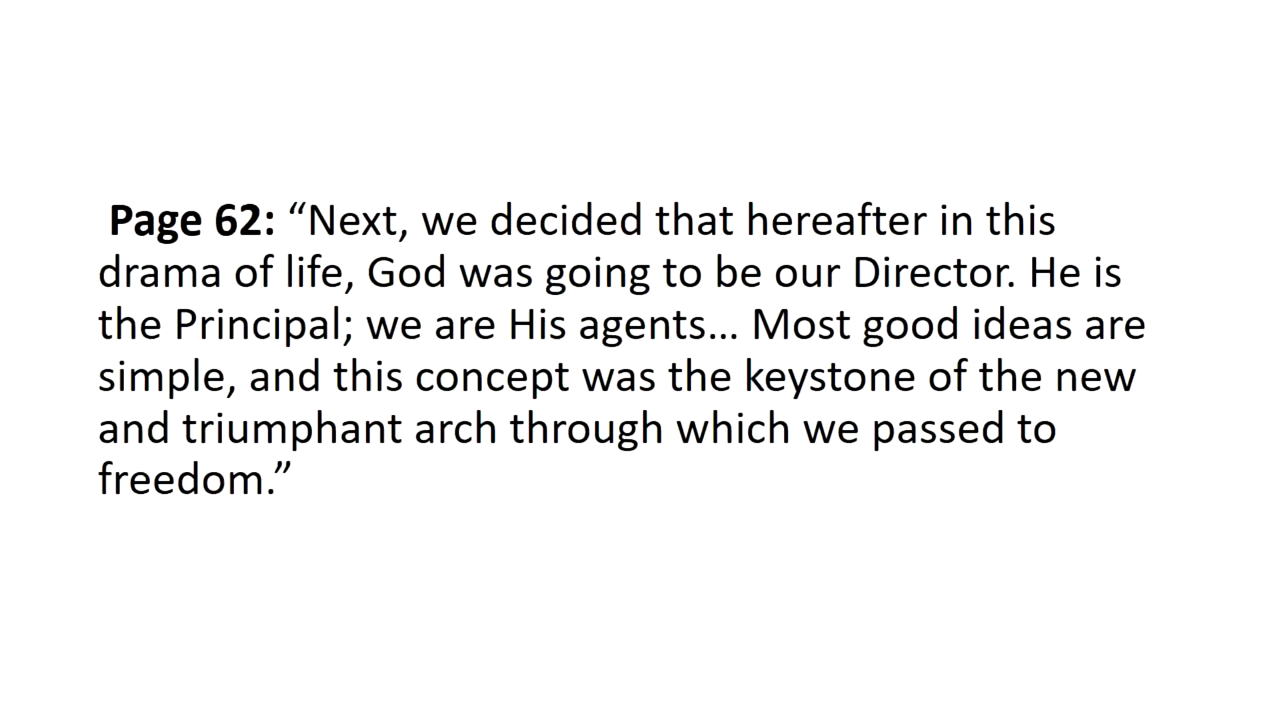 Page 62: “Next, we decided that hereafter in this
drama of life, God was going to be our Director. He is
the Principal; we are His agents… Most good ideas are
simple, and this concept was the keystone of the new
and triumphant arch through which we passed to
freedom.”